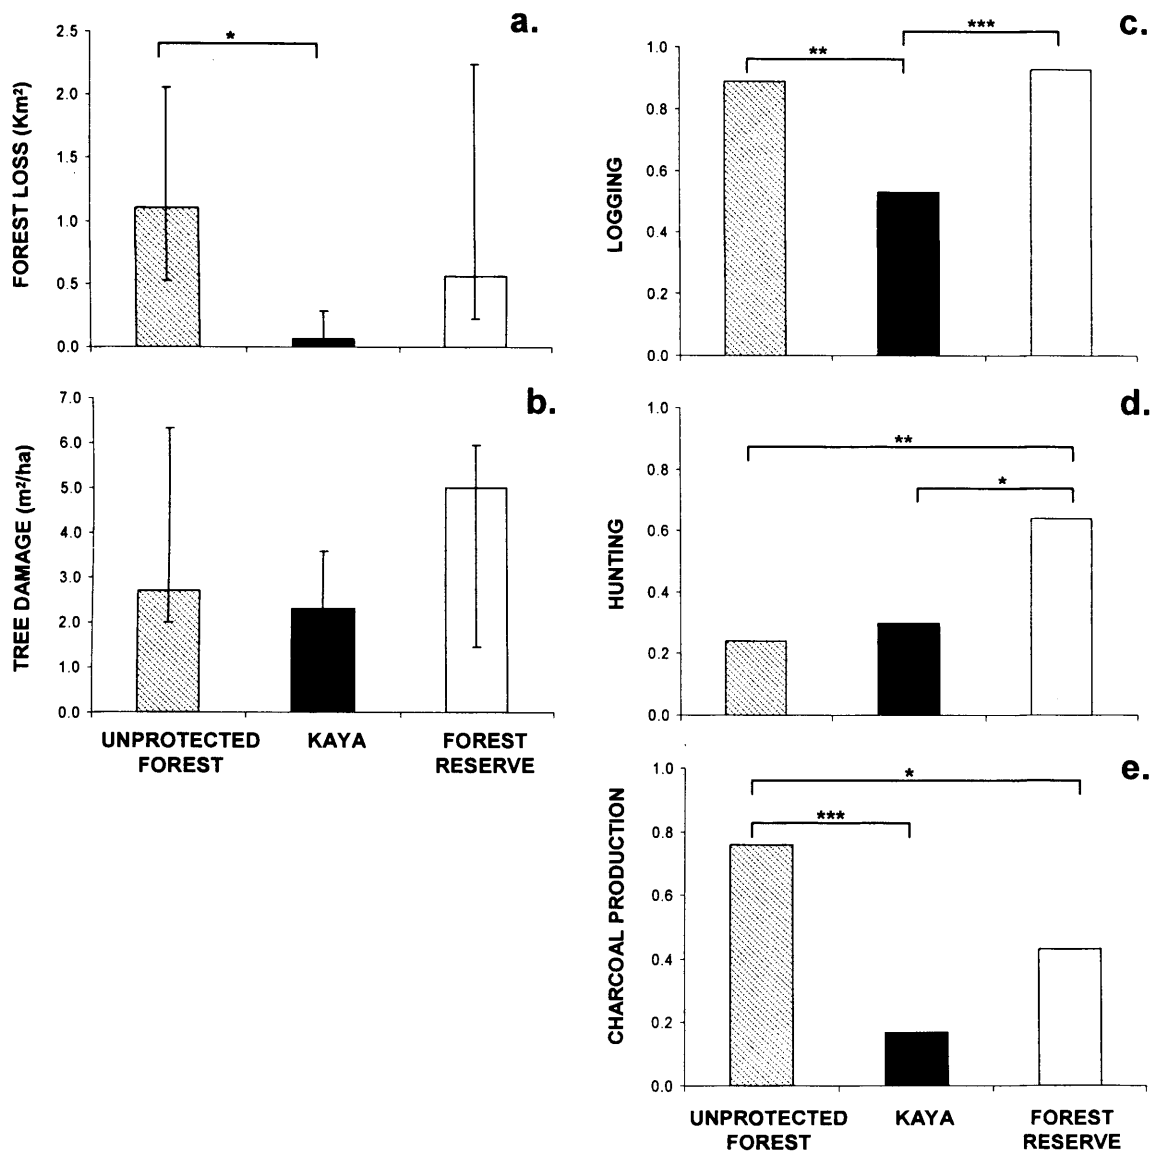 a.
*
FOREST LOSS (Km²)
2.5
2.0
1.5
1.0
0.5
0.0
b.
TREE DAMAGE (m²/ha)
7.0
6.0
5.0
4.0
3.0
2.0
1.0
0.0
UNPROTECTED FOREST
KAYA
FOREST RESERVE
c.
***
**
LOGGING
1.0
0.8
0.6
0.4
0.2
0.0
d.
**
*
HUNTING
1.0
0.8
0.6
0.4
0.2
0.0
e.
*
***
CHARCOAL PRODUCTION
1.0
0.8
0.6
0.4
0.2
0.0
UNPROTECTED FOREST
KAYA
FOREST RESERVE